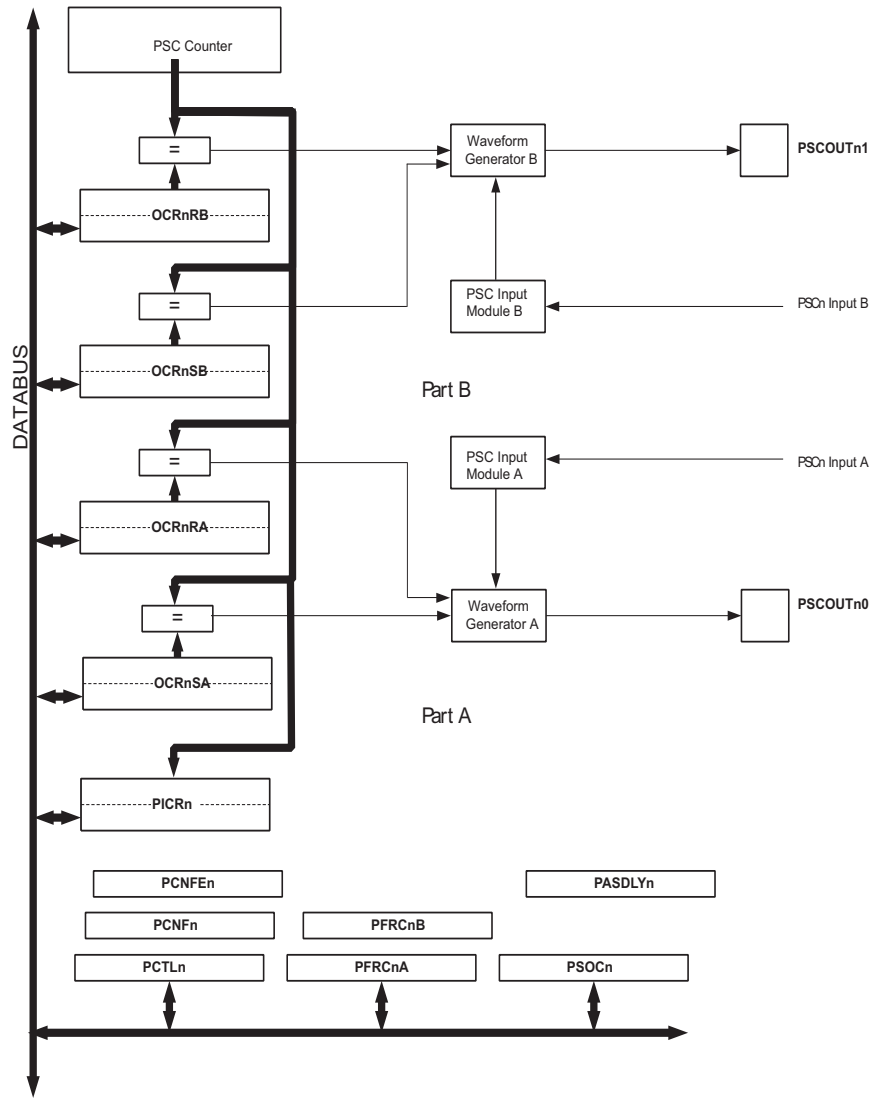 PSC Counter
=
Waveform
Generator B
PSCOUTn1
OCRnRB
=
PSC Input
Module B
PSCn Input B
OCRnSB
Part B
DATABUS
=
PSC Input
Module A
PSCn Input A
OCRnRA
=
Waveform
Generator A
PSCOUTn0
OCRnSA
Part A
PICRn
PCNFEn
PASDLYn
PCNFn
PFRCnB
PCTLn
PFRCnA
PSOCn